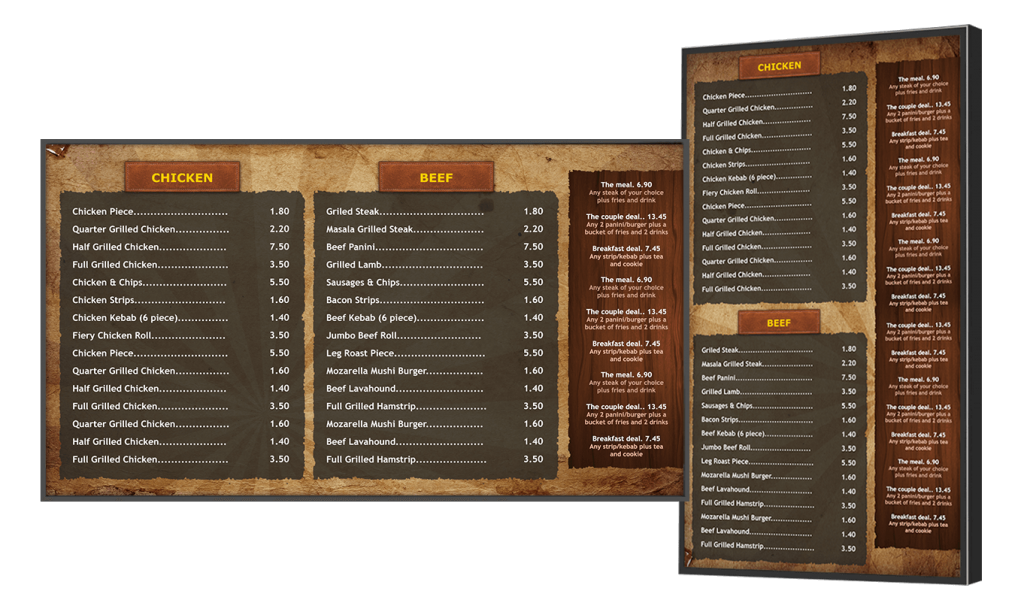 CHICKEN
Chicken Piece........................... 1.80
Quarter Grilled Chicken................ 2.20
Half Grilled Chicken.................... 7.50
Full Grilled Chicken.................... 3.50
Chicken & Chips........................ 5.50
Chicken Strips........................... 1.60
Chicken Kebab (6 piece)............... 1.40
Fiery Chicken Roll...................... 3.50
Chicken Piece........................... 5.50
Quarter Grilled Chicken................ 1.60
Half Grilled Chicken.................... 1.40
Full Grilled Chicken.................... 3.50
Quarter Grilled Chicken................ 1.60
Half Grilled Chicken.................... 1.40
Full Grilled Chicken.................... 3.50
BEEF
Griled Steak.............................. 1.80
Masala Grilled Steak.................... 2.20
Beef Panini............................... 7.50
Grilled Lamb............................. 3.50
Sausages & Chips........................ 5.50
Bacon Strips.............................. 1.60
Beef Kebab (6 piece)................... 1.40
Jumbo Beef Roll......................... 3.50
Leg Roast Piece.......................... 5.50
Mozarella Mushi Burger................ 1.60
Beef Lavahound.......................... 1.40
Full Grilled Hamstrip.................... 3.50
Mozarella Mushi Burger................ 1.60
Beef Lavahound.......................... 1.40
Full Grilled Hamstrip.................... 3.50
The meal. 6.90
Any steak of your choice
plus fries and drink
The couple deal.. 13.45
Any 2 panini/burger plus a
bucket of fries and 2 drinks
Breakfast deal. 7.45
Any strip/kebab plus tea
and cookie
The meal. 6.90
Any steak of your choice
plus fries and drink
The couple deal.. 13.45
Any 2 panini/burger plus a
bucket of fries and 2 drinks
Breakfast deal. 7.45
Any strip/kebab plus tea
and cookie
The meal. 6.90
Any steak of your choice
plus fries and drink
The couple deal.. 13.45
Any 2 panini/burger plus a
bucket of fries and 2 drinks
Breakfast deal. 7.45
Any strip/kebab plus tea
and cookie
CHICKEN
Chicken Piece........................... 1.80
Quarter Grilled Chicken................ 2.20
Half Grilled Chicken.................... 7.50
Full Grilled Chicken.................... 3.50
Chicken & Chips........................ 5.50
Chicken Strips........................... 1.60
Chicken Kebab (6 piece)............... 1.40
Fiery Chicken Roll...................... 3.50
Chicken Piece........................... 5.50
Quarter Grilled Chicken................ 1.60
Half Grilled Chicken.................... 1.40
Full Grilled Chicken.................... 3.50
Quarter Grilled Chicken................ 1.60
Half Grilled Chicken.................... 1.40
Full Grilled Chicken.................... 3.50
BEEF
Griled Steak.............................. 1.80
Masala Grilled Steak.................... 2.20
Beef Panini............................... 7.50
Grilled Lamb............................. 3.50
Sausages & Chips........................ 5.50
Bacon Strips.............................. 1.60
Beef Kebab (6 piece)................... 1.40
Jumbo Beef Roll......................... 3.50
Leg Roast Piece.......................... 5.50
Mozarella Mushi Burger................ 1.60
Beef Lavahound.......................... 1.40
Full Grilled Hamstrip.................... 3.50
Mozarella Mushi Burger................ 1.60
Beef Lavahound.......................... 1.40
Full Grilled Hamstrip.................... 3.50
The meal. 6.90
Any steak of your choice
plus fries and drink
The couple deal.. 13.45
Any 2 panini/burger plus a
bucket of fries and 2 drinks
Breakfast deal. 7.45
Any strip/kebab plus tea
and cookie
The meal. 6.90
Any steak of your choice
plus fries and drink
The couple deal.. 13.45
Any 2 panini/burger plus a
bucket of fries and 2 drinks
Breakfast deal. 7.45
Any strip/kebab plus tea
and cookie
The meal. 6.90
Any steak of your choice
plus fries and drink
The couple deal.. 13.45
Any 2 panini/burger plus a
bucket of fries and 2 drinks
Breakfast deal. 7.45
Any strip/kebab plus tea
and cookie
The couple deal.. 13.45
Any 2 panini/burger plus a
bucket of fries and 2 drinks
Breakfast deal. 7.45
Any strip/kebab plus tea
and cookie
The meal. 6.90
Any steak of your choice
plus fries and drink
The couple deal.. 13.45
Any 2 panini/burger plus a
bucket of fries and 2 drinks
Breakfast deal. 7.45
Any strip/kebab plus tea
and cookie
The meal. 6.90
Any steak of your choice
plus fries and drink
The couple deal.. 13.45
Any 2 panini/burger plus a
bucket of fries and 2 drinks
Breakfast deal. 7.45
Any strip/kebab plus tea
and cookie